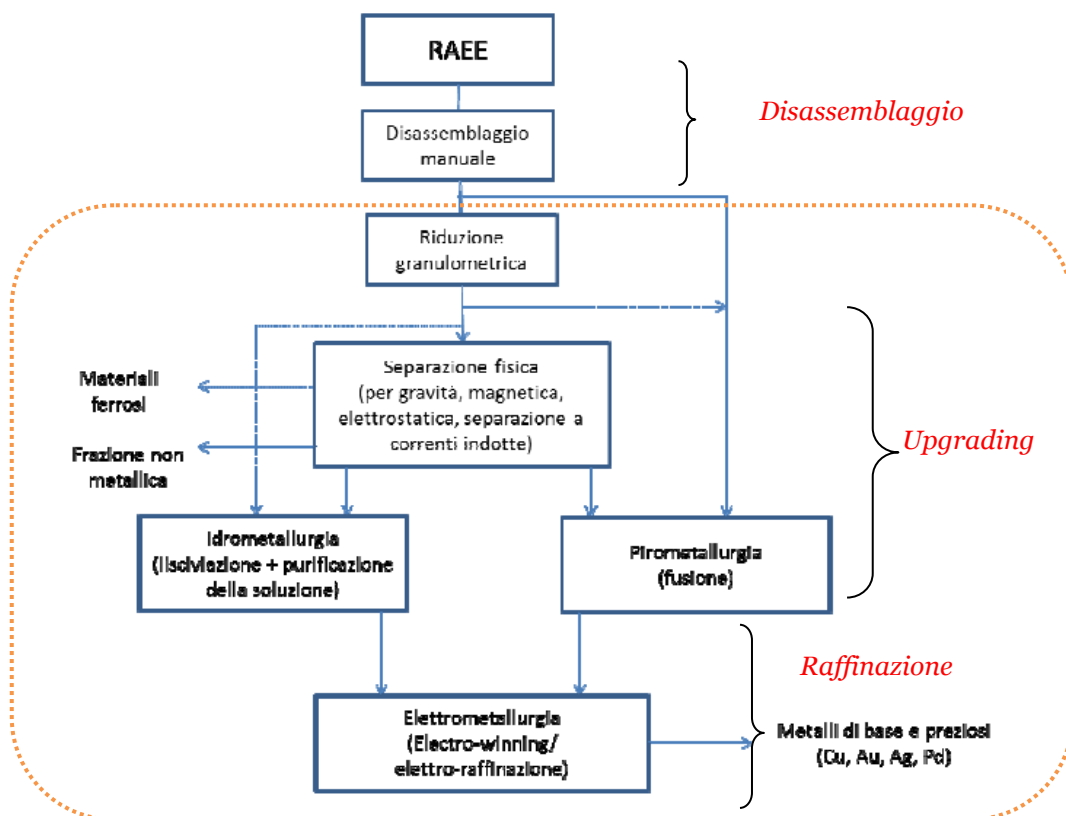 RAEE
Disassemblaggio
Disassemblaggio
manuale
Riduzione
granulometrica
Separazione fisica
(per gravità, magnetica,
elettrostatica, separazione a
correnti indotte)
Materiali
ferrosi
Frazione non
metallica
Upgrading
Idrometallurgia
(lisciviazione + purificazione
della soluzione)
Pirometallurgia
(fusione)
Raffinazione
Elettrometallurgia
(Electro-winning/
elettro-raffinazione)
Metalli di base e preziosi
(Cu, Au, Ag, Pd)